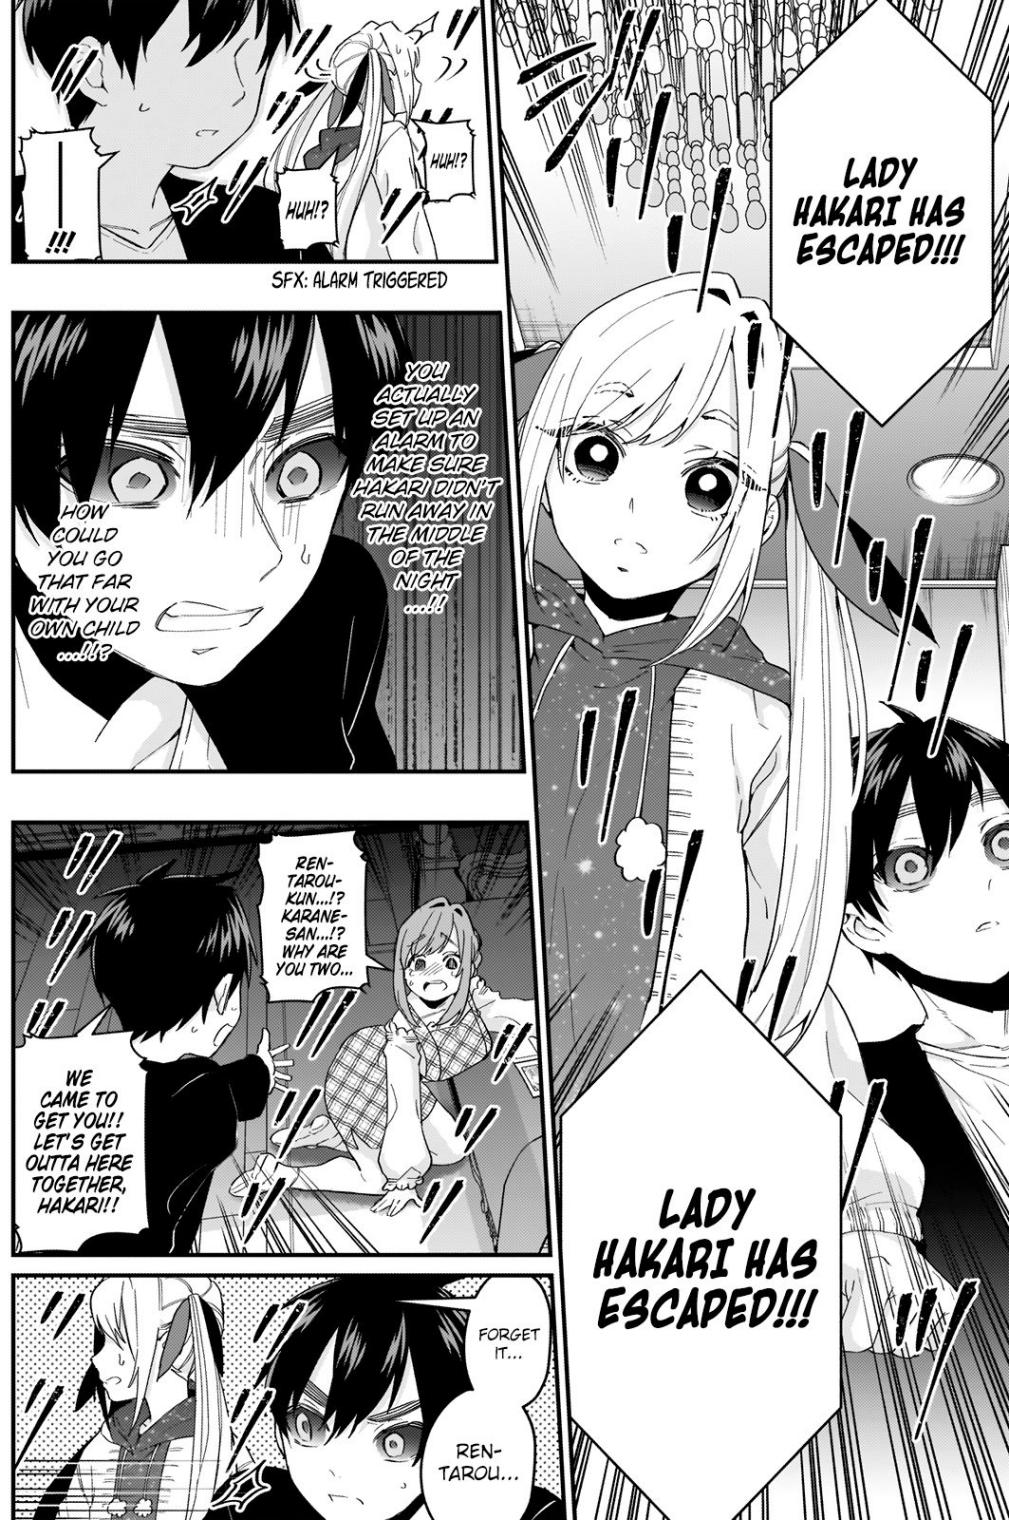 LADY
HAKARI HAS
ESCAPED!!!
LADY
HAKARI HAS
ESCAPED!!!
HUH!?
HUH!?
!!!
SFX: ALARM TRIGGERED
YOU
ACTUALLY
SET UP AN
ALARM TO
MAKE SURE
HAKARI DIDN'T
RUN AWAY IN
THE MIDDLE
OF THE
NIGHT
...!!
HOW
COULD
YOU GO
THAT FAR
WITH YOUR
OWN CHILD
....!!?
REN-
TAROU-
KUN...!?
KARANE-
SAN...!?
WHY ARE
YOU TWO...
WE
CAME TO
GET YOU!!
LET'S GET
OUTTA HERE
TOGETHER,
HAKARI!!
FORGET
IT...
REN-
TAROU...